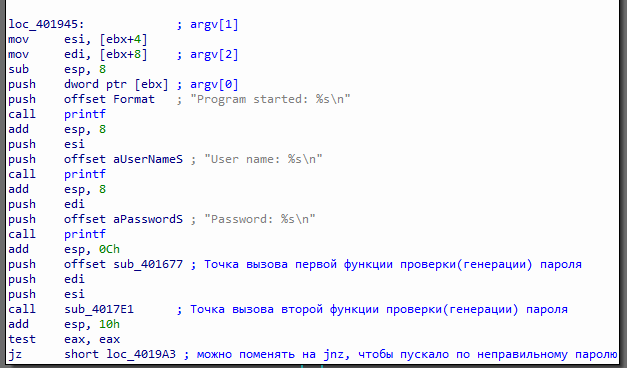 loc_401945:             ; argv[1]
mov     esi, [ebx+4]
mov     edi, [ebx+8]    ; argv[2]
sub     esp, 8
push    dword ptr [ebx] ; argv[0]
push    offset Format   ; "Program started: %s\n"
call    printf
add     esp, 8
push    esi
push    offset aUserNameS ; "User name: %s\n"
call    printf
add     esp, 8
push    edi
push    offset aPasswordS ; "Password: %s\n"
call    printf
add     esp, 0Ch
push    offset sub_401677 ; Точка вызова первой функции проверки(генерации) пароля
push    edi
push    esi
call    sub_4017E1      ; Точка вызова второй функции проверки(генерации) пароля
add     esp, 10h
test    eax, eax
jz      short loc_4019A3 ; можно поменять на jnz, чтобы пускало по неправильному паролю